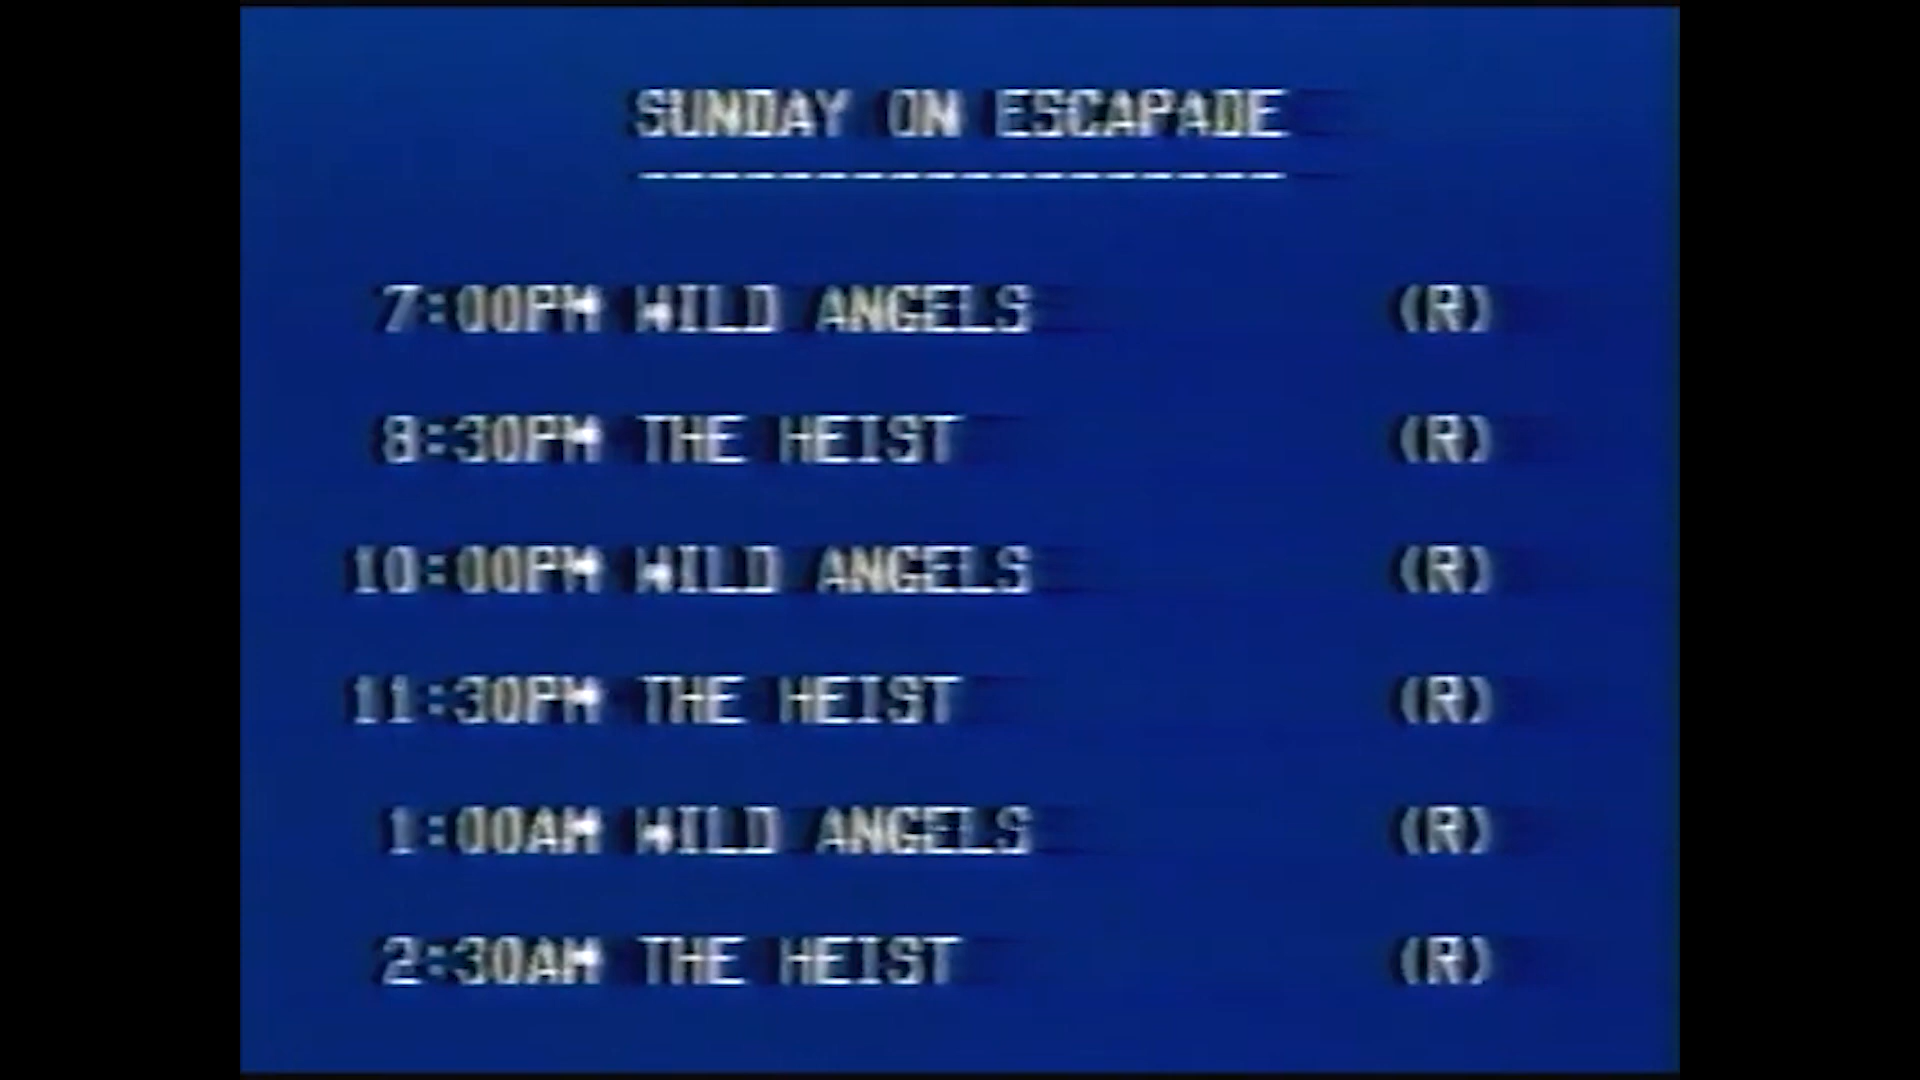 SUNDAY ON ESCAPADE
------------------
7:00PM WILD ANGELS (R)
8:30PM THE HEIST (R)
10:00PM WILD ANGELS (R)
11:30PM THE HEIST (R)
1:00AM WILD ANGELS (R)
2:30AM THE HEIST (R)